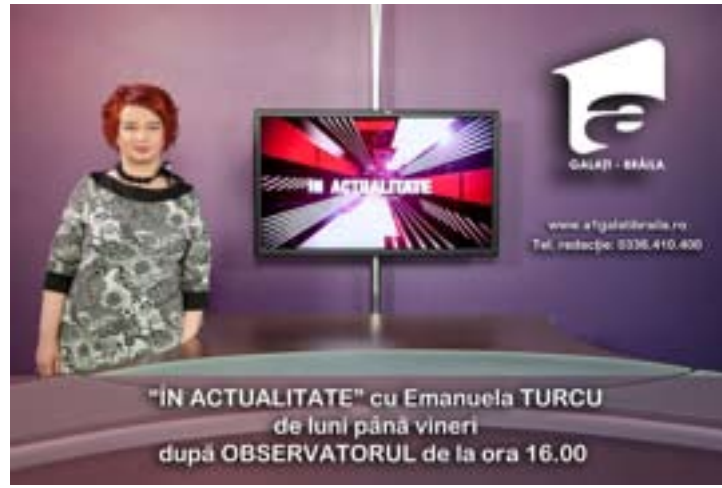 IN ACTUALITATE
a
GALAȚI - BRĂILA
www.a1galatibraila.ro
Tel. redacție: 0336.410.400
"ÎN ACTUALITATE" cu Emanuela TURCU
de luni până vineri
după OBSERVATORUL de la ora 16.00